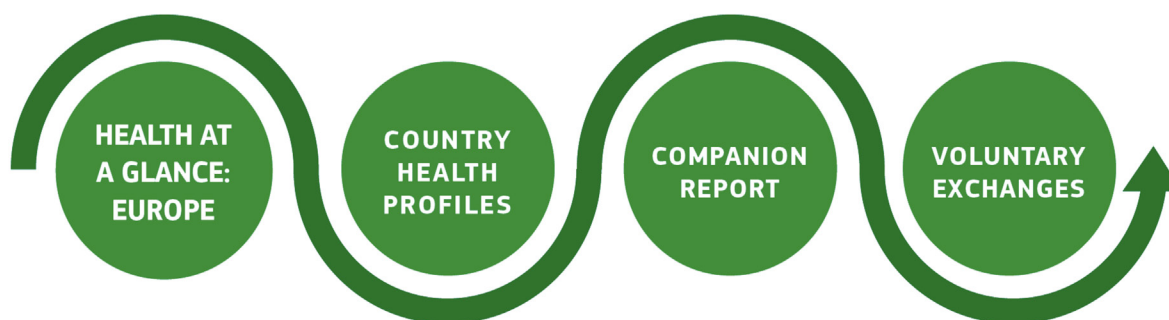 HEALTH AT
A GLANCE:
EUROPE
COUNTRY
HEALTH
PROFILES
COMPANION
REPORT
VOLUNTARY
EXCHANGES